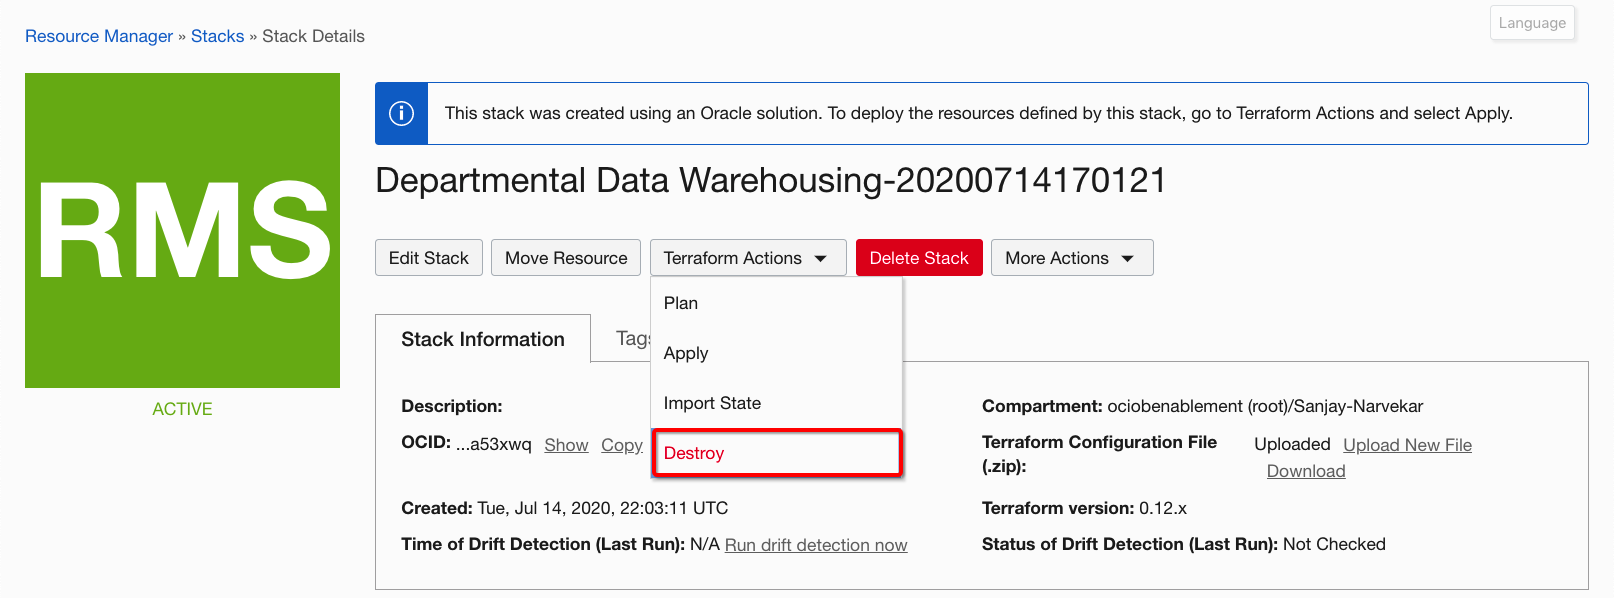 Language
Resource Manager » Stacks » Stack Details
RMS
ACTIVE
This stack was created using an Oracle solution. To deploy the resources defined by this stack, go to Terraform Actions and select Apply.
Departmental Data Warehousing-20200714170121
Edit Stack Move Resource Terraform Actions Delete Stack More Actions
Plan
Apply
Import State
Destroy
Stack Information Tags
Description:
OCID: ...a53xwq Show Copy
Created: Tue, Jul 14, 2020, 22:03:11 UTC
Time of Drift Detection (Last Run): N/A Run drift detection now
Compartment: ociobenablement (root)/Sanjay-Narvekar
Terraform Configuration File Uploaded Upload New File
(.zip): Download
Terraform version: 0.12.x
Status of Drift Detection (Last Run): Not Checked